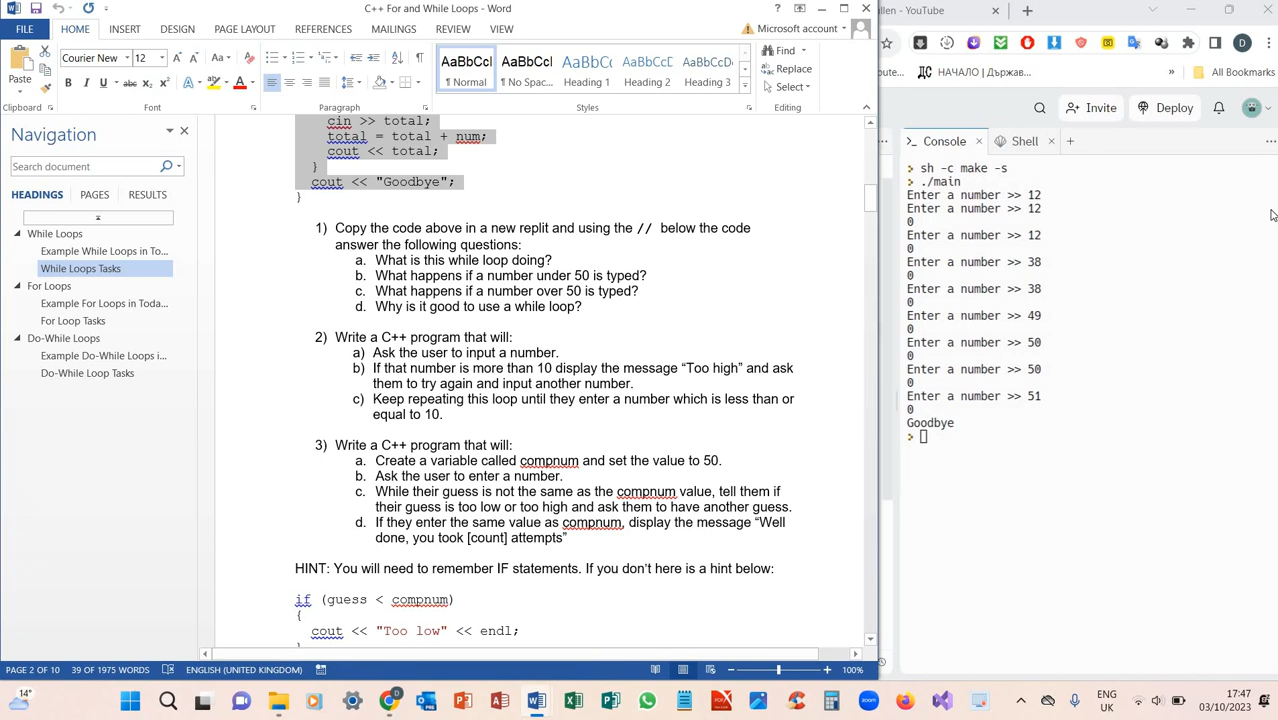 C++ For and While Loops - Word
ullen - YouTube
FILE
HOME
INSERT
DESIGN
PAGE LAYOUT
REFERENCES
MAILINGS
REVIEW
VIEW
Microsoft account
Paste
Courier New
12
AaBbCcI
¶ Normal
AaBbCcI
¶ No Spac...
AaBbC
Heading 1
AaBbCcC
Heading 2
AaBbCcDc
Heading 3
Find
Replace
Select
Clipboard
Font
Paragraph
Styles
Editing
D
pute...
НАЧАЛО | Държав...
All Bookmarks
Invite
Deploy
Navigation
Search document
HEADINGS
PAGES
RESULTS
While Loops
Example While Loops in To...
While Loops Tasks
For Loops
Example For Loops in Toda...
For Loop Tasks
Do-While Loops
Example Do-While Loops i...
Do-While Loop Tasks
cin >> total;
total = total + num;
cout << total;
}
cout << "Goodbye";
}
1) Copy the code above in a new replit and using the // below the code
answer the following questions:
a. What is this while loop doing?
b. What happens if a number under 50 is typed?
c. What happens if a number over 50 is typed?
d. Why is it good to use a while loop?
2) Write a C++ program that will:
a) Ask the user to input a number.
b) If that number is more than 10 display the message “Too high” and ask
them to try again and input another number.
c) Keep repeating this loop until they enter a number which is less than or
equal to 10.
3) Write a C++ program that will:
a. Create a variable called compnum and set the value to 50.
b. Ask the user to enter a number.
c. While their guess is not the same as the compnum value, tell them if
their guess is too low or too high and ask them to have another guess.
d. If they enter the same value as compnum, display the message “Well
done, you took [count] attempts”
HINT: You will need to remember IF statements. If you don’t here is a hint below:
if (guess < compnum)
{
cout << "Too low" << endl;
Console
Shell
sh -c make -s
./main
Enter a number >> 12
Enter a number >> 12
0
Enter a number >> 12
0
Enter a number >> 38
0
Enter a number >> 38
0
Enter a number >> 49
0
Enter a number >> 50
0
Enter a number >> 50
0
Enter a number >> 51
0
Goodbye
PAGE 2 OF 10
39 OF 1975 WORDS
ENGLISH (UNITED KINGDOM)
100%
14°
ENG
UK
17:47
03/10/2023